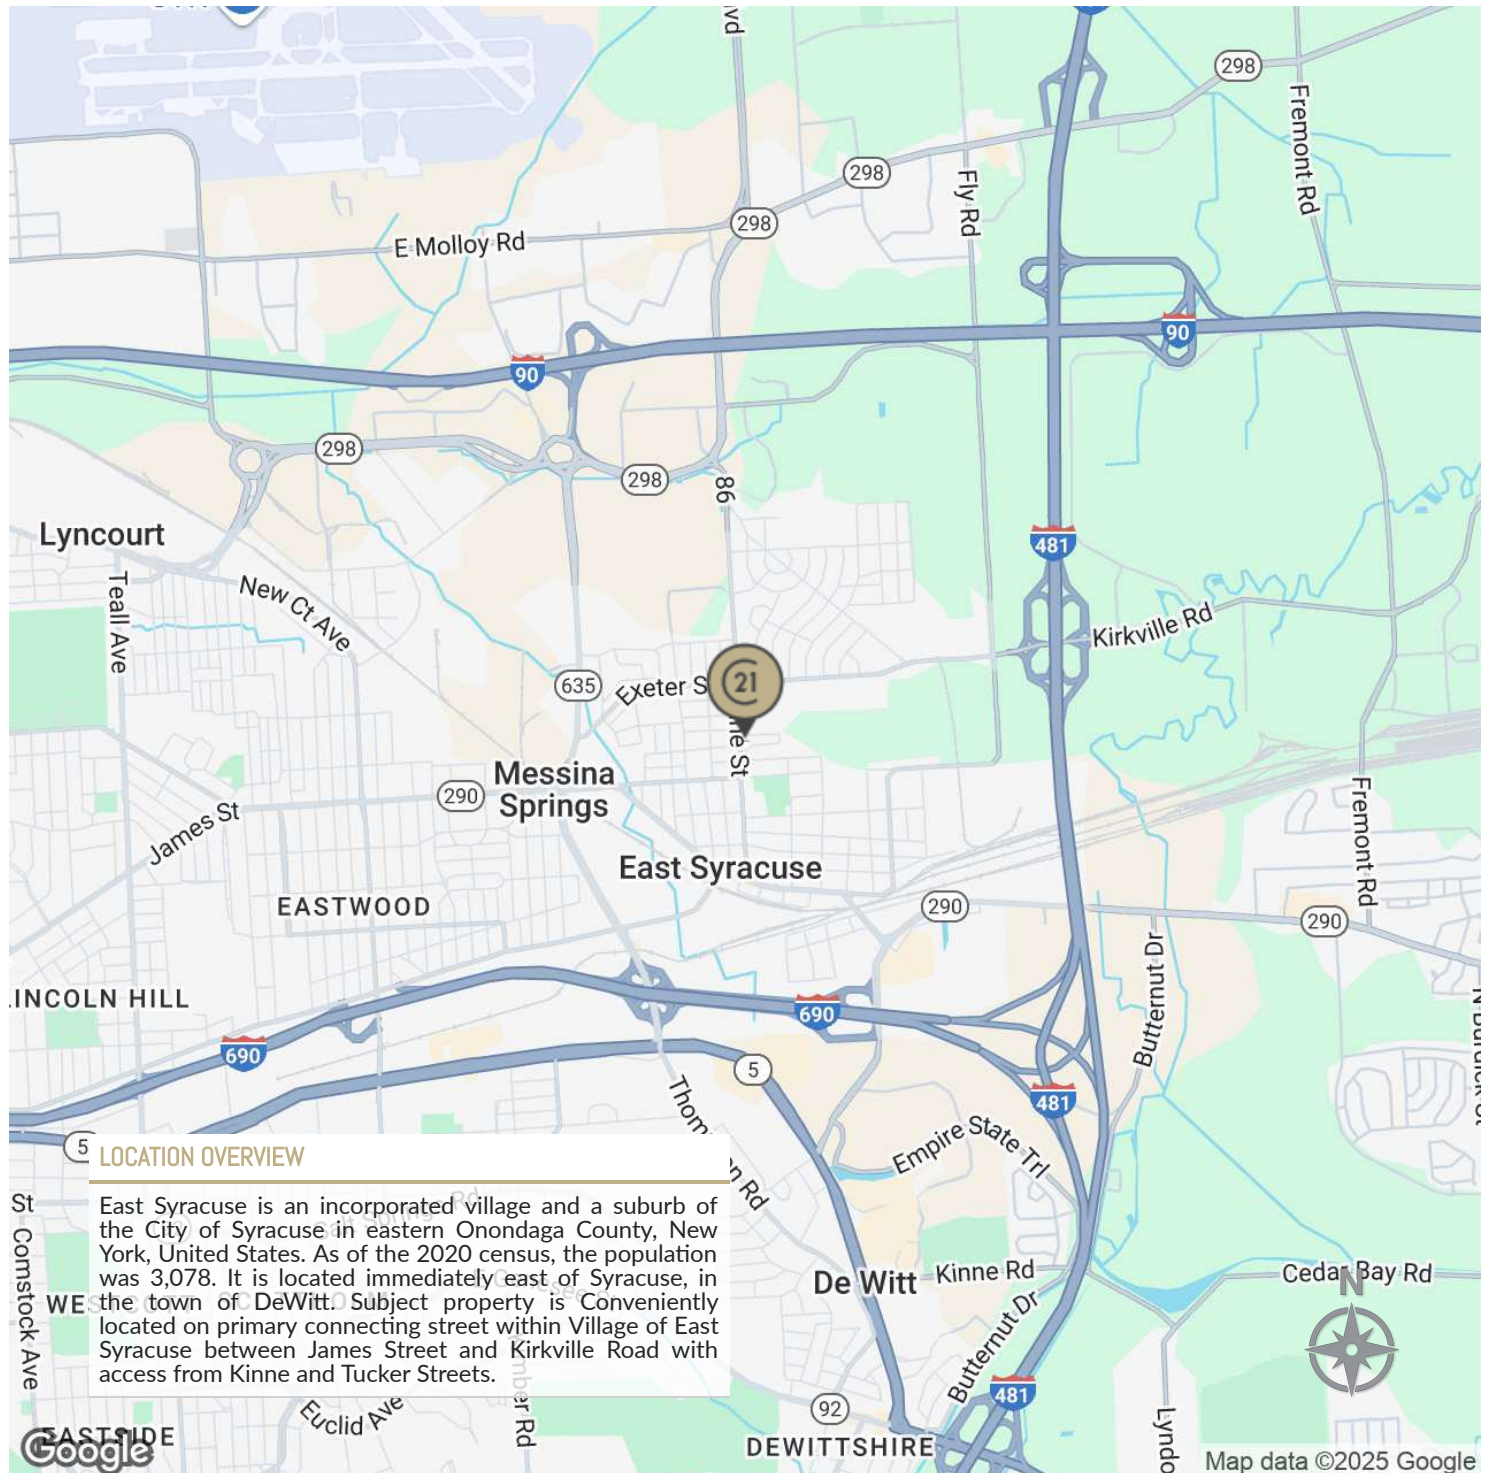 vd
298
298
298
Fly Rd
Fremont Rd
E Molloy Rd
90
90
298
298
98
Lyncourt
481
Teall Ave
New Ct Ave
Kirkville Rd
635
Exeter S
21
ne St
Messina
Springs
290
James St
East Syracuse
Fremont Rd
EASTWOOD
290
290
Butternut Dr
INCOLN HILL
690
690
5
481
Empire State Trl
5
LOCATION OVERVIEW
East Syracuse is an incorporated village and a suburb of
the City of Syracuse in eastern Onondaga County, New
York, United States. As of the 2020 census, the population
was 3,078. It is located immediately east of Syracuse, in
the town of DeWitt. Subject property is Conveniently
located on primary connecting street within Village of East
Syracuse between James Street and Kirkville Road with
access from Kinne and Tucker Streets.
St
Comstock Ave
De Witt
Kinne Rd
Cedar Bay Rd
N
Butternut Dr
481
Euclid Ave
92
EASTSIDE
DEWITTSHIRE
Lyndo
Google
Map data ©2025 Google